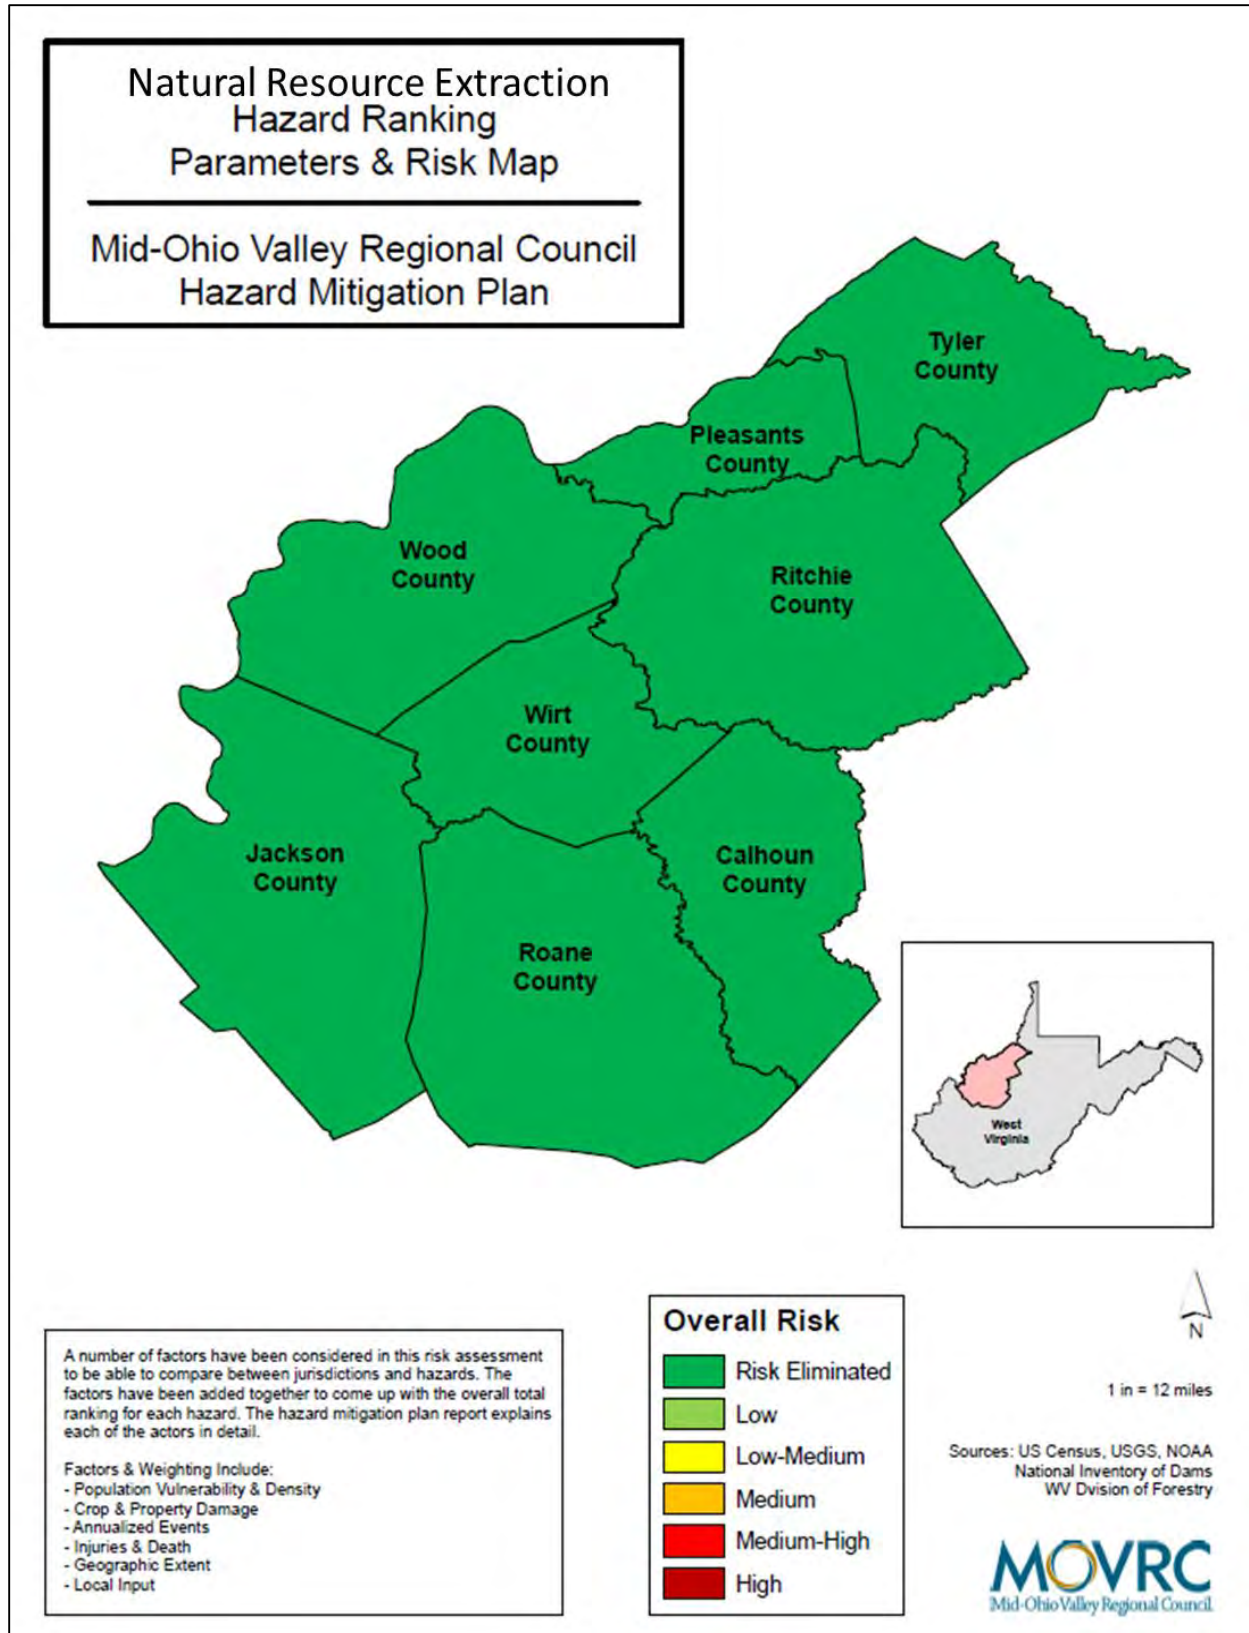 Natural Resource Extraction
Hazard Ranking
Parameters & Risk Map
Mid-Ohio Valley Regional Council
Hazard Mitigation Plan
Tyler
County
Pleasants
County
Wood
County
Ritchie
County
Wirt
County
Jackson
County
Calhoun
County
Roane
County
West
Virginia
A number of factors have been considered in this risk assessment
to be able to compare between jurisdictions and hazards. The
factors have been added together to come up with the overall total
ranking for each hazard. The hazard mitigation plan report explains
each of the actors in detail.
Factors & Weighting Include:
- Population Vulnerability & Density
- Crop & Property Damage
- Annualized Events
- Injuries & Death
- Geographic Extent
- Local Input
Overall Risk
Risk Eliminated
Low
Low-Medium
Medium
Medium-High
High
N
1 in = 12 miles
Sources: US Census, USGS, NOAA
National Inventory of Dams
WV Dvision of Forestry
MOVRC
Mid-Ohio Valley Regional Council